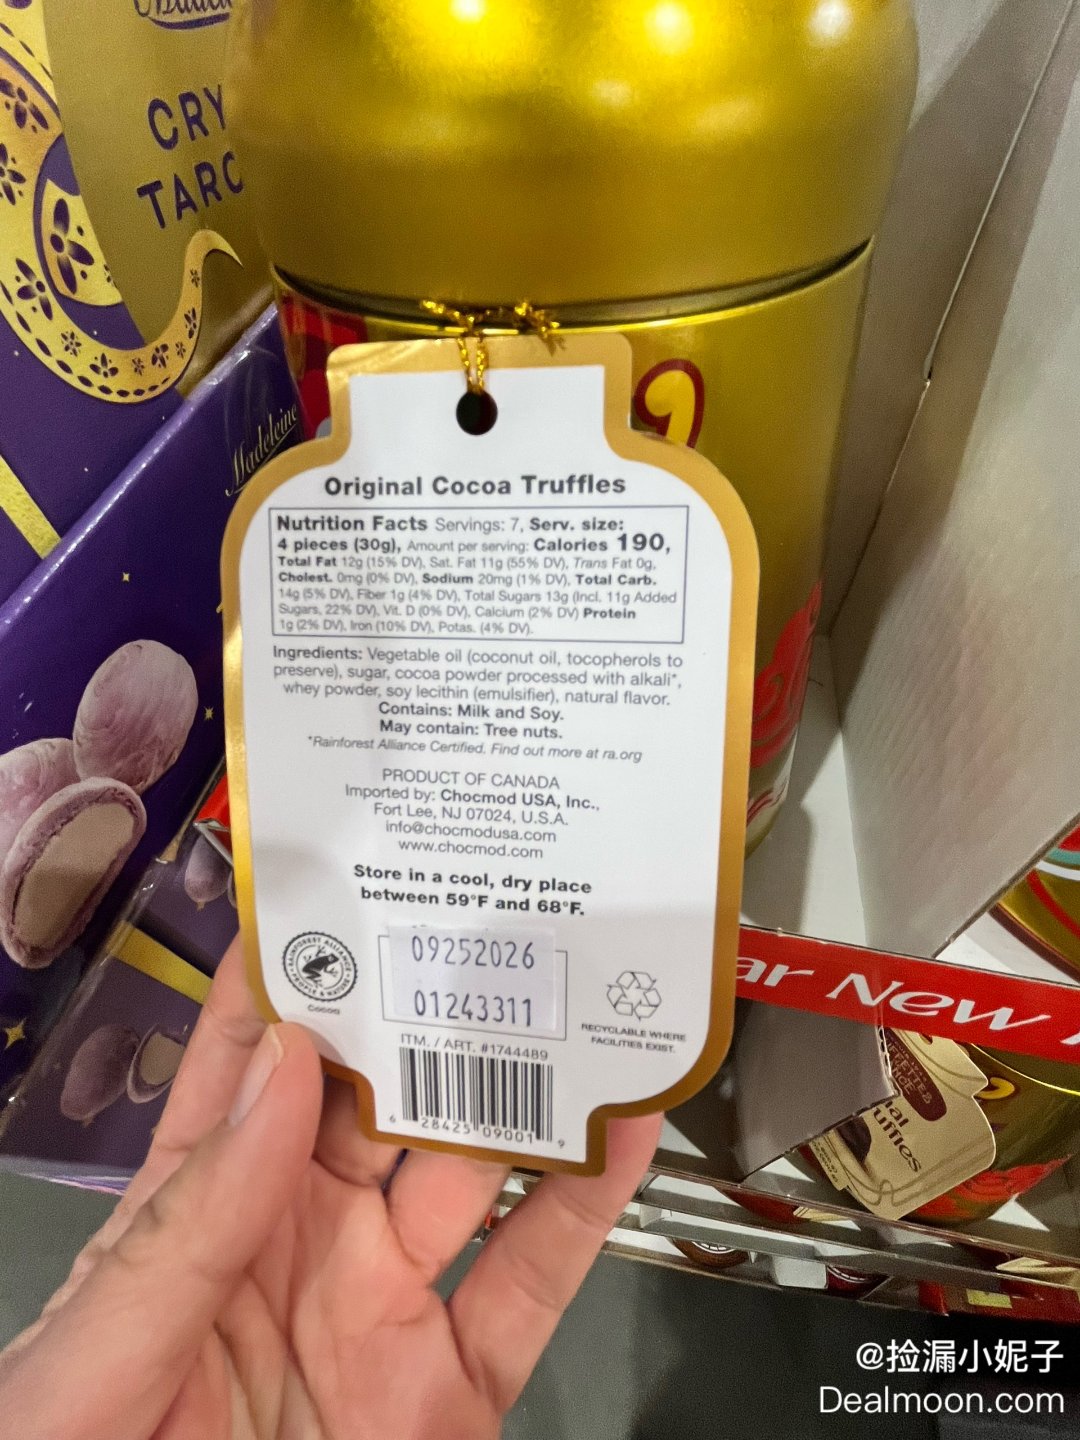 CRY
TARO
Madeleine
Original Cocoa Truffles
Nutrition Facts Servings: 7, Serv. size:
4 pieces (30g), Amount per serving: Calories 190,
Total Fat 12g (15% DV), Sat. Fat 11g (55% DV), Trans Fat 0g,
Cholest. 0mg (0% DV), Sodium 20mg (1% DV), Total Carb.
14g (5% DV), Fiber 1g (4% DV), Total Sugars 13g (Incl. 11g Added
Sugars, 22% DV), Vit. D (0% DV), Calcium (2% DV) Protein
1g (2% DV), Iron (10% DV), Potas. (4% DV).
Ingredients: Vegetable oil (coconut oil, tocopherols to
preserve), sugar, cocoa powder processed with alkali*,
whey powder, soy lecithin (emulsifier), natural flavor.
Contains: Milk and Soy.
May contain: Tree nuts.
*Rainforest Alliance Certified. Find out more at ra.org
PRODUCT OF CANADA
Imported by: Chocmod USA, Inc.,
Fort Lee, NJ 07024, U.S.A.
info@chocmodusa.com
www.chocmod.com
Store in a cool, dry place
between 59°F and 68°F.
RAINFOREST ALLIANCE
PEOPLE & NATURE
Cocoa
09252026
01243311
RECYCLABLE WHERE
FACILITIES EXIST.
ITM. / ART. #1744489
6 28425 09001 9
ar New
uffles
@捡漏小妮子
Dealmoon.com